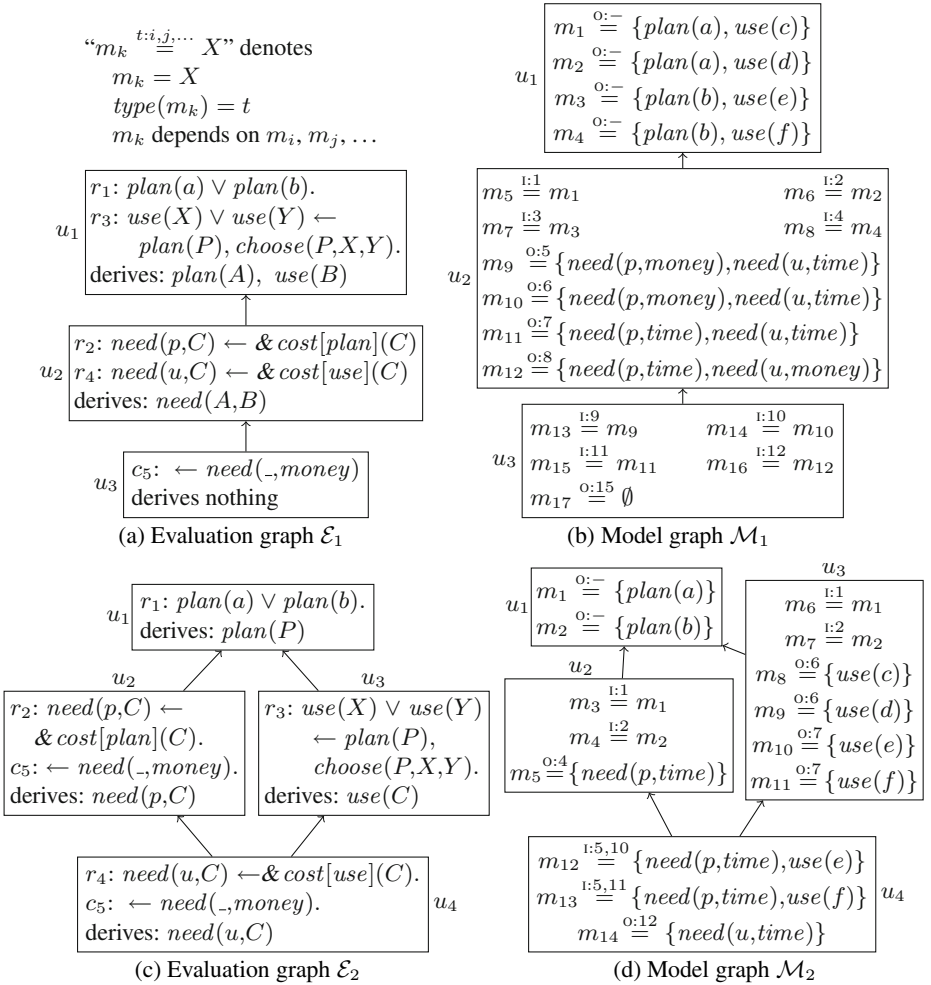 “mₖ t:i,j,…= X” denotes
mₖ = X
type(mₖ) = t
mₖ depends on mᵢ, mⱼ, …
u₁
r₁: plan(a) ∨ plan(b).
r₃: use(X) ∨ use(Y) ←
plan(P), choose(P,X,Y).
derives: plan(A), use(B)
u₂
r₂: need(p,C) ← &cost[plan](C)
r₄: need(u,C) ← &cost[use](C)
derives: need(A,B)
u₃
c₅: ← need(_,money)
derives nothing
(a) Evaluation graph ℰ₁
u₁
m₁ O:−= {plan(a), use(c)}
m₂ O:−= {plan(a), use(d)}
m₃ O:−= {plan(b), use(e)}
m₄ O:−= {plan(b), use(f)}
u₂
m₅ I:1= m₁ m₆ I:2= m₂
m₇ I:3= m₃ m₈ I:4= m₄
m₉ O:5= {need(p,money),need(u,time)}
m₁₀ O:6= {need(p,money),need(u,time)}
m₁₁ O:7= {need(p,time),need(u,time)}
m₁₂ O:8= {need(p,time),need(u,money)}
u₃
m₁₃ I:9= m₉ m₁₄ I:10= m₁₀
m₁₅ I:11= m₁₁ m₁₆ I:12= m₁₂
m₁₇ O:15= ∅
(b) Model graph ℳ₁
u₁
r₁: plan(a) ∨ plan(b).
derives: plan(P)
u₂
r₂: need(p,C) ←
&cost[plan](C).
c₅: ← need(_,money).
derives: need(p,C)
u₃
r₃: use(X) ∨ use(Y)
← plan(P),
choose(P,X,Y).
derives: use(C)
r₄: need(u,C) ←&cost[use](C).
c₅: ← need(_,money).
derives: need(u,C)
u₄
(c) Evaluation graph ℰ₂
u₁
m₁ O:−= {plan(a)}
m₂ O:−= {plan(b)}
u₂
m₃ I:1= m₁
m₄ I:2= m₂
m₅ O:4= {need(p,time)}
u₃
m₆ I:1= m₁
m₇ I:2= m₂
m₈ O:6= {use(c)}
m₉ O:6= {use(d)}
m₁₀ O:7= {use(e)}
m₁₁ O:7= {use(f)}
m₁₂ I:5,10= {need(p,time),use(e)}
m₁₃ I:5,11= {need(p,time),use(f)}
m₁₄ O:12= {need(u,time)}
u₄
(d) Model graph ℳ₂